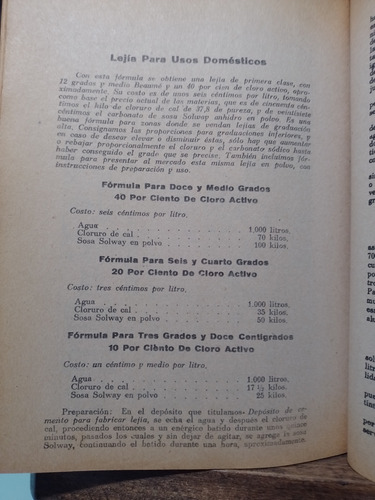 Lejía Para Usos Domésticos
Con esta fórmula se obtiene una lejía de primera clase, con
12 grados y medio Beaumé y un 40 por cien de cloro activo, apro-
ximadamente. Su costo es de unos seis céntimos por litro, tomando
como base el precio actual de las materias, que es de cincuenta cén-
timos el kilo de cloruro de cal de 37,8 de pureza, y de veintisiete
céntimos el carbonato de sosa Solway anhidro en polvo. Es una
buena fórmula para zonas donde se vendan lejías de graduación
alta. Consignamos las proporciones para graduaciones inferiores, y
en caso de desear elevar o disminuir éstas, sólo hay que aumentar
o rebajar proporcionalmente el cloruro y el carbonato sódico hasta
haber conseguido el grado que se precise. También incluimos fór-
mula para presentar al mercado esta misma lejía en polvo, con
instrucciones de preparación y uso.
Fórmula Para Doce y Medio Grados
40 Por Ciento De Cloro Activo
Costo: seis céntimos por litro.
Agua . . . 1.000 litros.
Cloruro de cal . . . 70 kilos.
Sosa Solway en polvo . . . 100 kilos.
Fórmula Para Seis y Cuarto Grados
20 Por Ciento De Cloro Activo
Costo: tres céntimos por litro.
Agua . . . 1.000 litros.
Cloruro de cal . . . 35 kilos.
Sosa Solway en polvo . . . 50 kilos.
Fórmula Para Tres Grados y Doce Centigrados
10 Por Ciento De Cloro Activo
Costo: un céntimo y medio por litro.
Agua . . . 1.000 litros.
Cloruro de cal . . . 17 ½ kilos.
Sosa Solway en polvo . . . 25 kilos.
Preparación: En el depósito que titulamos Depósito de ce-
mento para fabricar lejía, se echa el agua y después el cloruro de
cal, procediendo entonces a un enérgico batido durante unos quince
minutos, pasados los cuales y sin dejar de agitar, se agrega la sosa
Solway, continuando el batido durante una hora, aproximadamente.